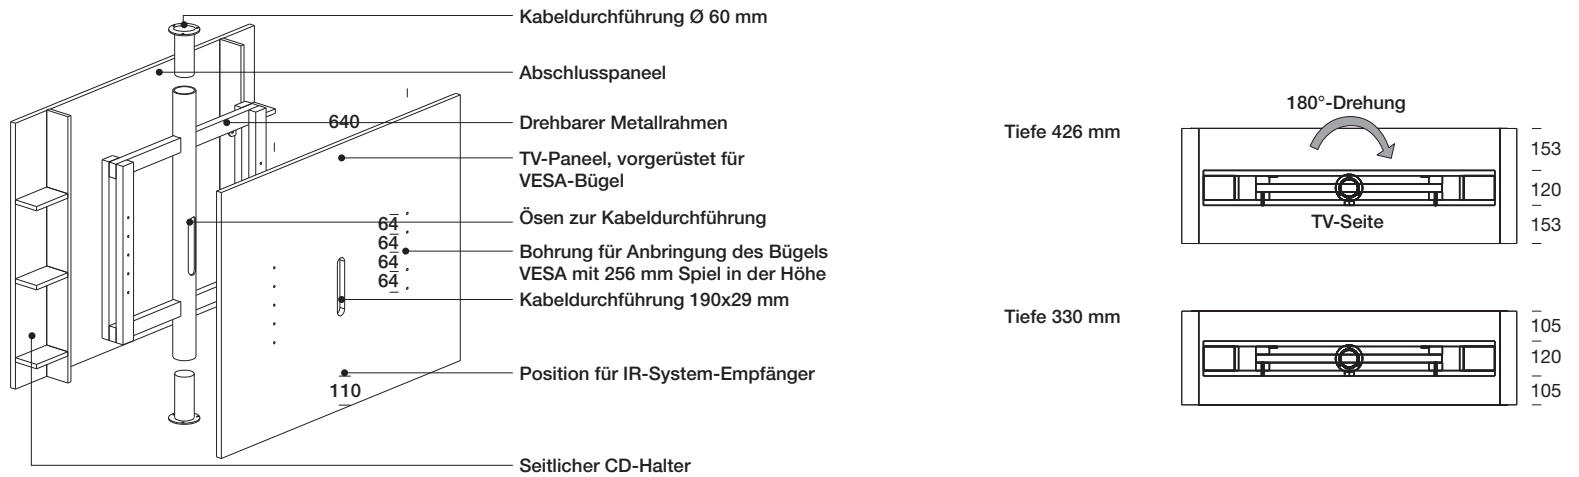 Kabeldurchführung Ø 60 mm
Abschlusspaneel
640
Drehbarer Metallrahmen
TV-Paneel, vorgerüstet für
VESA-Bügel
Ösen zur Kabeldurchführung
64
64
64
64
Bohrung für Anbringung des Bügels
VESA mit 256 mm Spiel in der Höhe
Kabeldurchführung 190x29 mm
Position für IR-System-Empfänger
110
Seitlicher CD-Halter
180°-Drehung
Tiefe 426 mm
153
120
153
TV-Seite
Tiefe 330 mm
105
120
105